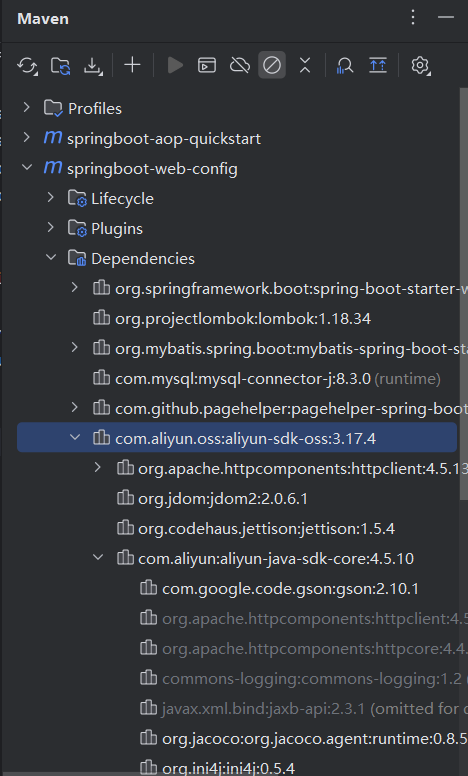 Maven
Profiles
springboot-aop-quickstart
springboot-web-config
Lifecycle
Plugins
Dependencies
org.springframework.boot:spring-boot-starter-w
org.projectlombok:lombok:1.18.34
org.mybatis.spring.boot:mybatis-spring-boot-sta
com.mysql:mysql-connector-j:8.3.0 (runtime)
com.github.pagehelper:pagehelper-spring-boot
com.aliyun.oss:aliyun-sdk-oss:3.17.4
org.apache.httpcomponents:httpclient:4.5.13
org.jdom:jdom2:2.0.6.1
org.codehaus.jettison:jettison:1.5.4
com.aliyun:aliyun-java-sdk-core:4.5.10
com.google.code.gson:gson:2.10.1
org.apache.httpcomponents:httpclient:4.5
org.apache.httpcomponents:httpcore:4.4.
commons-logging:commons-logging:1.2 (
javax.xml.bind:jaxb-api:2.3.1 (omitted for d
org.jacoco:org.jacoco.agent:runtime:0.8.5
org.ini4j:ini4j:0.5.4